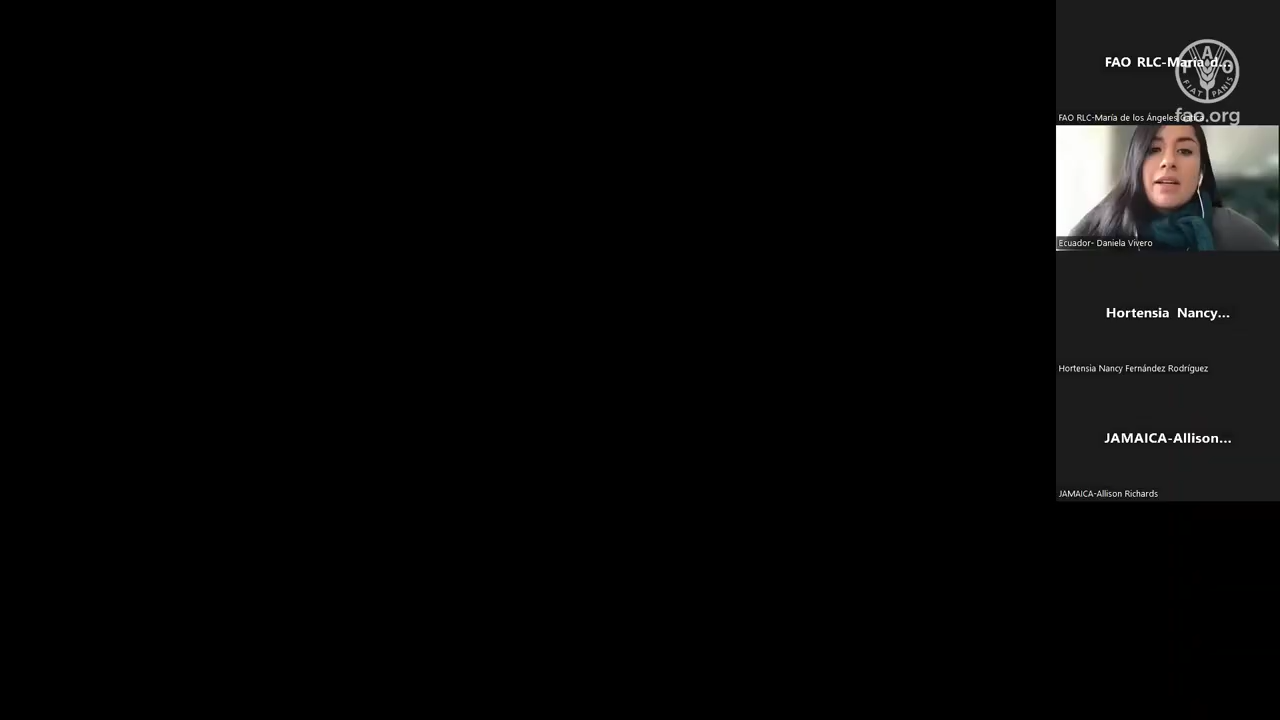 FAO RLC-María d...
FAO
FIAT PANIS
fao.org
FAO RLC-María de los Ángeles
Ecuador- Daniela Vivero
Hortensia Nancy...
Hortensia Nancy Fernández Rodríguez
JAMAICA-Allison...
JAMAICA-Allison Richards